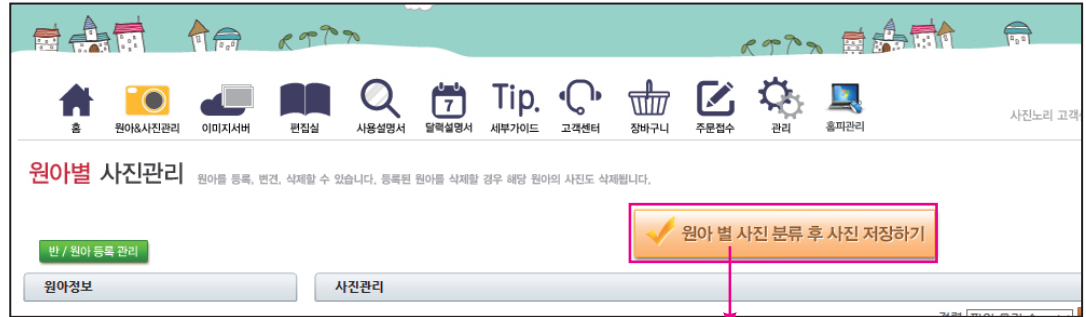 7 Tip.
홈 원아&사진관리 이미지서버 편집실 사용설명서 달력설명서 세부가이드 고객센터 장바구니 주문접수 관리 홈피관리
사진노리 고객
원아별 사진관리 원아를 등록, 변경, 삭제할 수 있습니다. 등록된 원아를 삭제할 경우 해당 원아의 사진도 삭제됩니다.
원아 별 사진 분류 후 사진 저장하기
반 / 원아 등록 관리
원아정보 사진관리